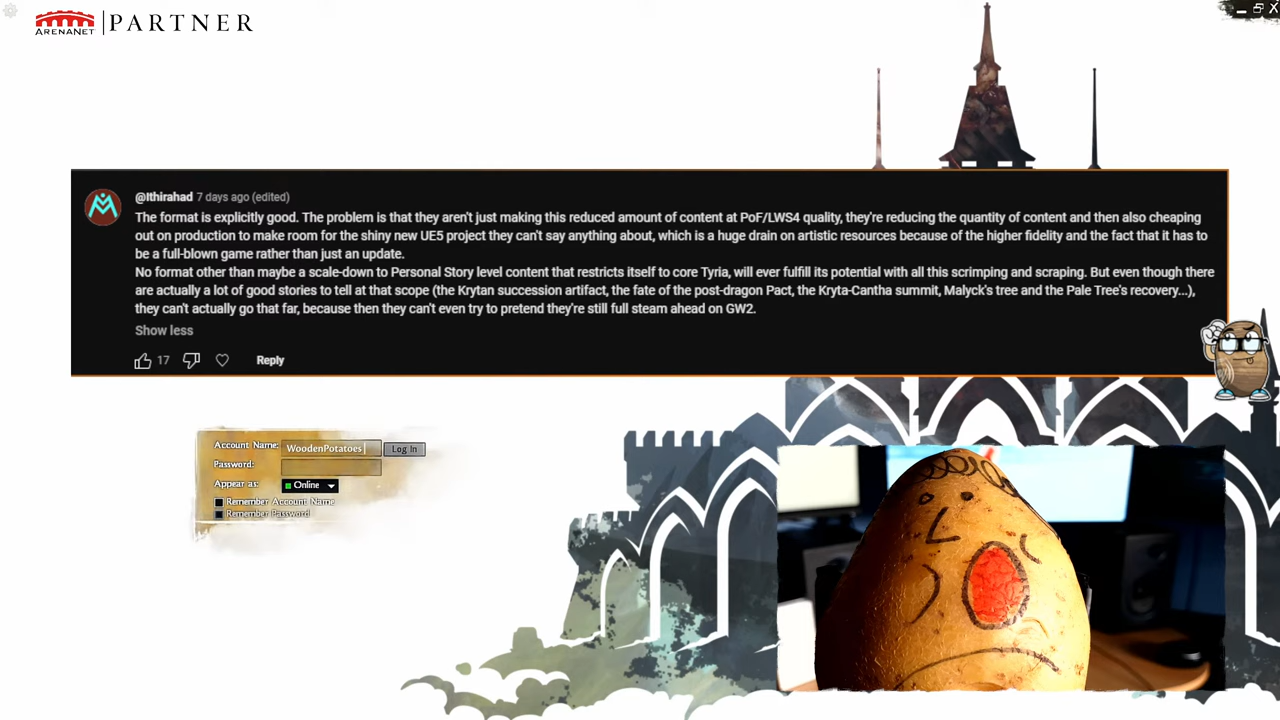 ARENANET | PARTNER
@Ithirahad 7 days ago (edited)
The format is explicitly good. The problem is that they aren't just making this reduced amount of content at PoF/LWS4 quality, they're reducing the quantity of content and then also cheaping
out on production to make room for the shiny new UE5 project they can't say anything about, which is a huge drain on artistic resources because of the higher fidelity and the fact that it has to
be a full-blown game rather than just an update.
No format other than maybe a scale-down to Personal Story level content that restricts itself to core Tyria, will ever fulfill its potential with all this scrimping and scraping. But even though there
are actually a lot of good stories to tell at that scope (the Krytan succession artifact, the fate of the post-dragon Pact, the Kryta-Cantha summit, Malyck's tree and the Pale Tree's recovery...),
they can't actually go that far, because then they can't even try to pretend they're still full steam ahead on GW2.
Show less
17 Reply
Account Name: WoodenPotatoes Log In
Password:
Appear as: Online
Remember Account Name
Remember Password